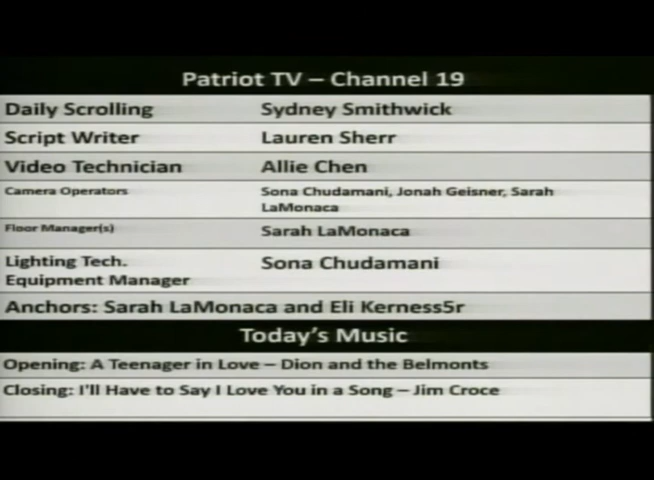 Patriot TV – Channel 19
Daily Scrolling Sydney Smithwick
Script Writer Lauren Sherr
Video Technician Allie Chen
Camera Operators Sona Chudamani, Jonah Geisner, Sarah
LaMonaca
Floor Manager(s) Sarah LaMonaca
Lighting Tech. Sona Chudamani
Equipment Manager
Anchors: Sarah LaMonaca and Eli Kerness5r
Today's Music
Opening: A Teenager in Love – Dion and the Belmonts
Closing: I'll Have to Say I Love You in a Song – Jim Croce